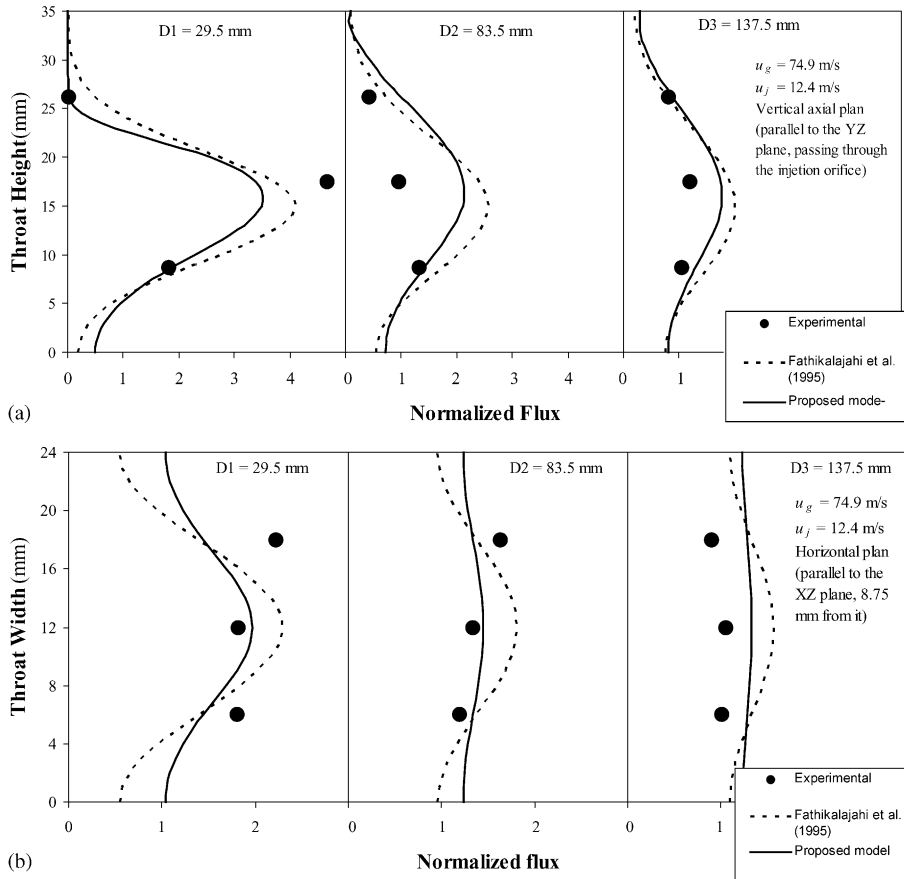 35
30
25
20
15
10
5
0
Throat Height(mm)
D1 = 29.5 mm
D2 = 83.5 mm
D3 = 137.5 mm
u g = 74.9 m/s
u j = 12.4 m/s
Vertical axial plan
(parallel to the YZ
plane, passing through
the injetion orifice)
0 1 2 3 4 0 1 2 3 4 0 1
Normalized Flux
Experimental
Fathikalajahi et al.
(1995)
Proposed mode-
(a)
24
20
16
12
8
4
0
Throat Width (mm)
D1 = 29.5 mm
D2 = 83.5 mm
D3 = 137.5 mm
u g = 74.9 m/s
u j = 12.4 m/s
Horizontal plan
(parallel to the
XZ plane, 8.75
mm from it)
0 1 2 0 1 2 0 1
Normalized flux
Experimental
Fathikalajahi et al.
(1995)
Proposed model
(b)